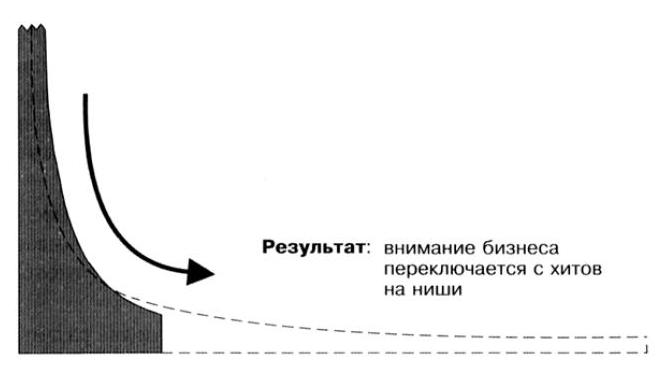 Результат: внимание бизнеса
переключается с хитов
на ниши